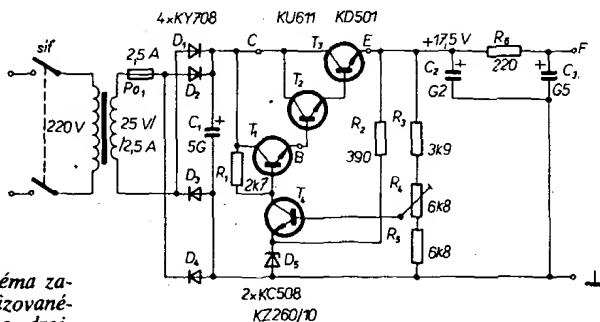 4×KY708
KU611 KD501
síť
2,5 A
Po₁
220 V
25 V/
/2,5 A
D₁
D₂
D₃
D₄
C₁ +
5G
C
T₃
E
T₂
T₁
B
R₁
2k7
T₄
D₅
2×KC508
KZ260/10
R₂
390
R₃
3k9
R₄
6k8
R₅
6k8
+17,5 V
C₂ +
G2
R₆
220
C₃ +
G5
F
éma za-
izované-
droj